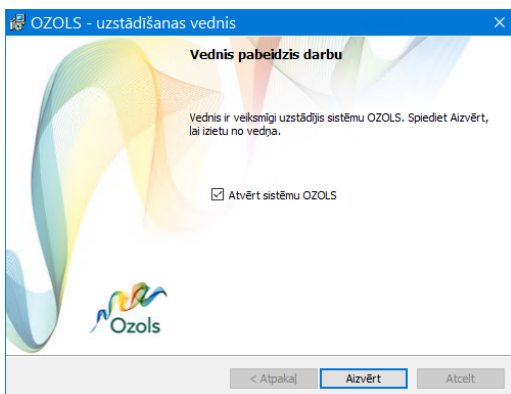 OZOLS - uzstādīšanas vednis
Vednis pabeidzis darbu
Vednis ir veiksmīgi uzstādījis sistēmu OZOLS. Spiediet Aizvērt,
lai izietu no vedņa.
Atvērt sistēmu OZOLS
Ozols
< Atpakaļ Aizvērt Atcelt